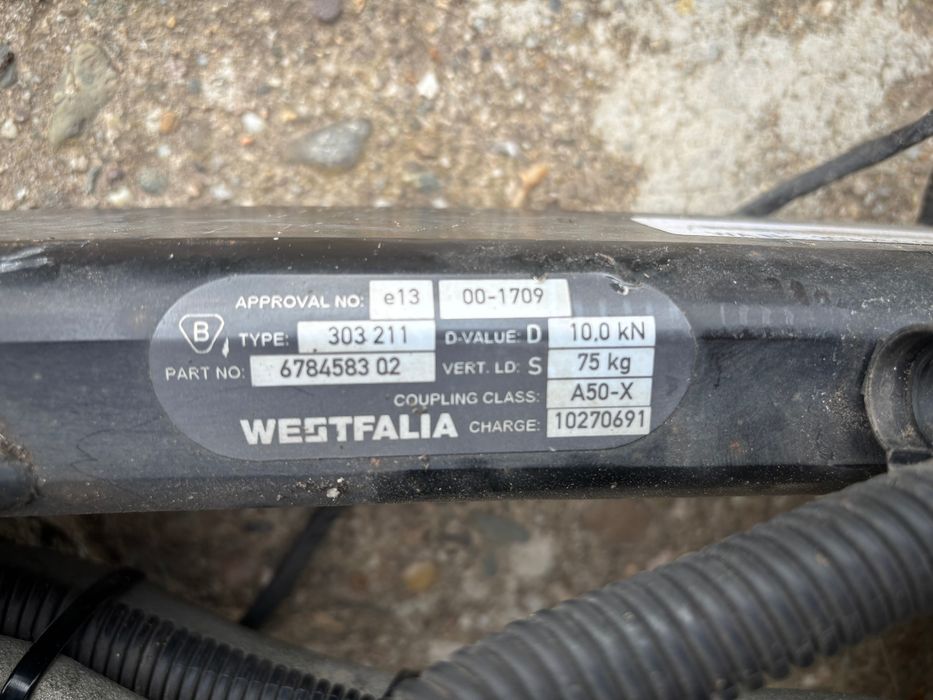 APPROVAL NO: e13 00-1709
B TYPE: 303 211 D-VALUE: D 10,0 kN
PART NO: 6784583 02 VERT. LD: S 75 kg
COUPLING CLASS: A50-X
WESTFALIA CHARGE: 10270691